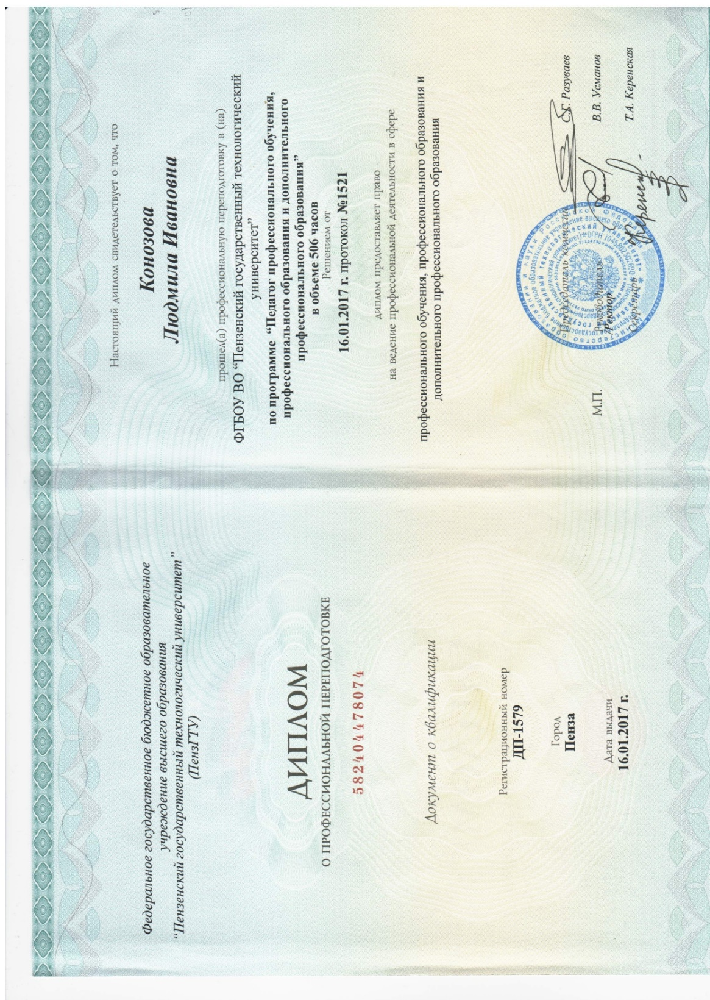 Федеральное государственное бюджетное образовательное
учреждение высшего образования
“Пензенский государственный технологический университет”
(ПензГТУ)
ДИПЛОМ
О ПРОФЕССИОНАЛЬНОЙ ПЕРЕПОДГОТОВКЕ
582404478074
Документ о квалификации
Регистрационный номер
ДП-1579
Город
Пенза
Дата выдачи
16.01.2017 г.
Настоящий диплом свидетельствует о том, что
Конозова
Людмила Ивановна
прошел(а) профессиональную переподготовку в (на)
ФГБОУ ВО “Пензенский государственный технологический
университет”
по программе “Педагог профессионального обучения,
профессионального образования и дополнительного
профессионального образования”
в объеме 506 часов
Решением от
16.01.2017 г. протокол №1521
диплом предоставляет право
на ведение профессиональной деятельности в сфере
профессионального обучения, профессионального образования и
дополнительного профессионального образования
Председатель комиссии С.Г. Разуваев
Руководитель
Ректор В.В. Усманов
М.П.
Секретарь Т.А. Керенская